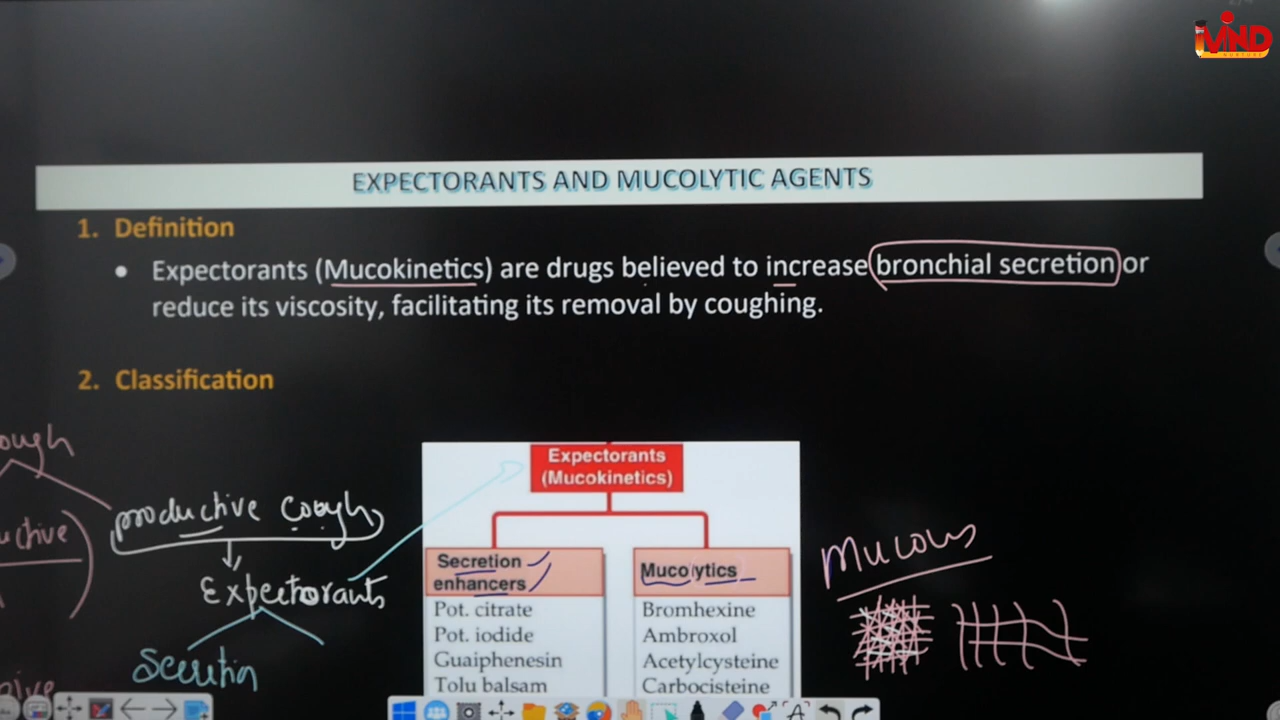 MIND
EXPECTORANTS AND MUCOLYTIC AGENTS
1. Definition
• Expectorants (Mucokinetics) are drugs believed to increase bronchial secretion or
reduce its viscosity, facilitating its removal by coughing.
2. Classification
ough
productive cough
uctive
Expectorants
Secretion
Expectorants
(Mucokinetics)
Secretion
enhancers
Pot. citrate
Pot. iodide
Guaiphenesin
Tolu balsam
Mucolytics
Bromhexine
Ambroxol
Acetylcysteine
Carbocisteine
Mucous